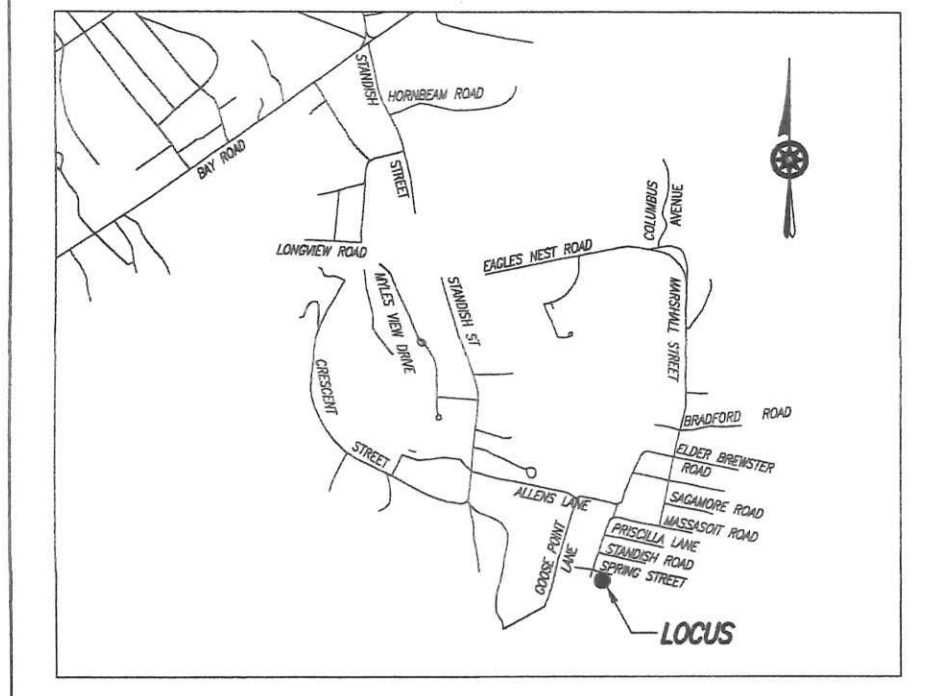 STANDISH
HORNBEAM ROAD
BAY ROAD
STREET
COLUMBUS
AVENUE
LONGVIEW ROAD
EAGLES NEST ROAD
MYLES VIEW DRIVE
STANDISH ST
MARSHALL STREET
CRESCENT
BRADFORD ROAD
STREET
ELDER BREWSTER
ROAD
ALLENS LANE
SAGAMORE ROAD
MASSASOIT ROAD
GOOSE POINT
LANE
PRISCILLA LANE
STANDISH ROAD
SPRING STREET
LOCUS